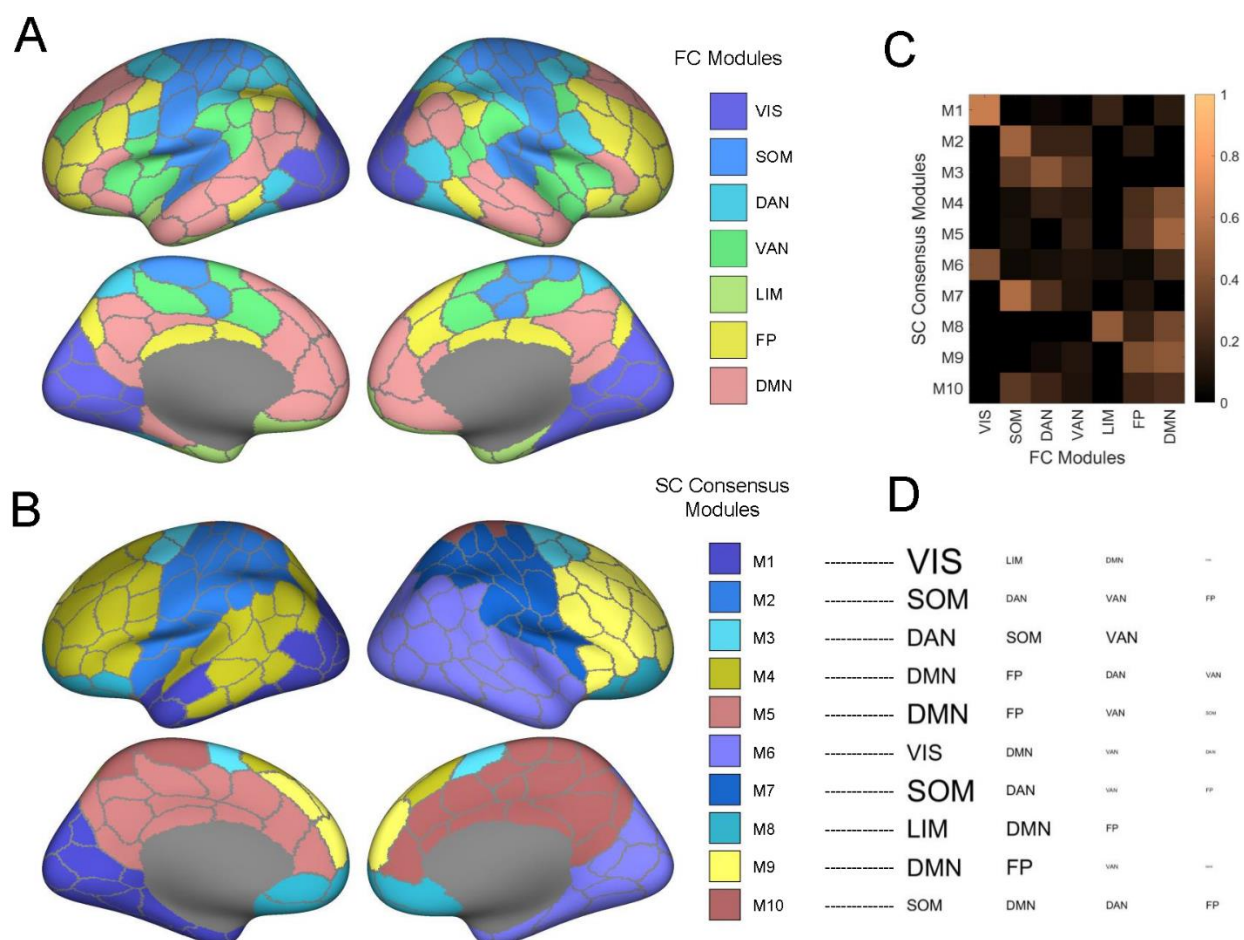 A
FC Modules
VIS
SOM
DAN
VAN
LIM
FP
DMN
C
SC Consensus Modules
M1
M2
M3
M4
M5
M6
M7
M8
M9
M10
VIS SOM DAN VAN LIM FP DMN
FC Modules
1
0.8
0.6
0.4
0.2
0
B
SC Consensus
Modules
M1
M2
M3
M4
M5
M6
M7
M8
M9
M10
D
VIS LIM DMN
SOM DAN VAN FP
DAN SOM VAN
DMN FP DAN VAN
DMN FP VAN SOM
VIS DMN VAN
SOM DAN VAN FP
LIM DMN FP
DMN FP VAN
SOM DMN DAN FP